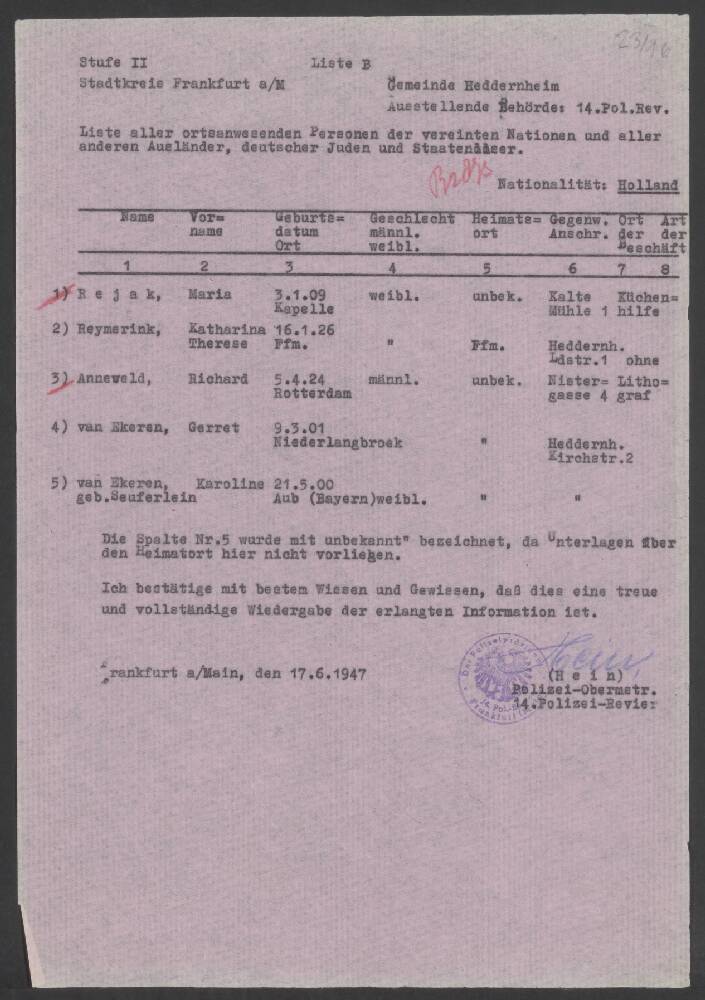 23/16
Stufe II Liste B
Stadtkreis Frankfurt a/M Gemeinde Heddernheim
Ausstellende Behörde: 14.Pol.Rev.
Liste aller ortsanwesenden Personen der vereinten Nationen und aller
anderen Ausländer, deutscher Juden und
Nationalität: Holland
Name Vor= Geburts= Geschlecht Heimats= Gegenw. Ort Art
name datum männl. ort Anschr. der der
Ort weibl. Beschäft
1 2 3 4 5 6 7 8
1) R e j a k, Maria 3.1.09 weibl. unbek. Kalte Küchen=
Kapelle Mühle 1 hilfe
2) Reymerink, Katharina 16.1.26
Therese Ffm. " Ffm. Heddernh.
Ldstr.1 ohne
3) Anneweld, Richard 5.4.24 männl. unbek. Nister= Litho=
Rotterdam gasse 4 graf
4) van Ekeren, Gerret 9.3.01
Niederlangbroek " Heddernh.
Kirchstr.2
5) van Ekeren, Karoline 21.5.00
geb.Seuferlein Aub (Bayern)weibl. " "
Die Spalte Nr.5 wurde mit unbekannt" bezeichnet, da Unterlagen über
den Heimatort hier nicht vorliegen.
Ich bestätige mit bestem Wissen und Gewissen, daß dies eine treue
und vollständige Wiedergabe der erlangten Information ist.
Frankfurt a/Main, den 17.6.1947
Hein
(H e i n)
Polizei-Obermstr.
14.Polizei-Revier